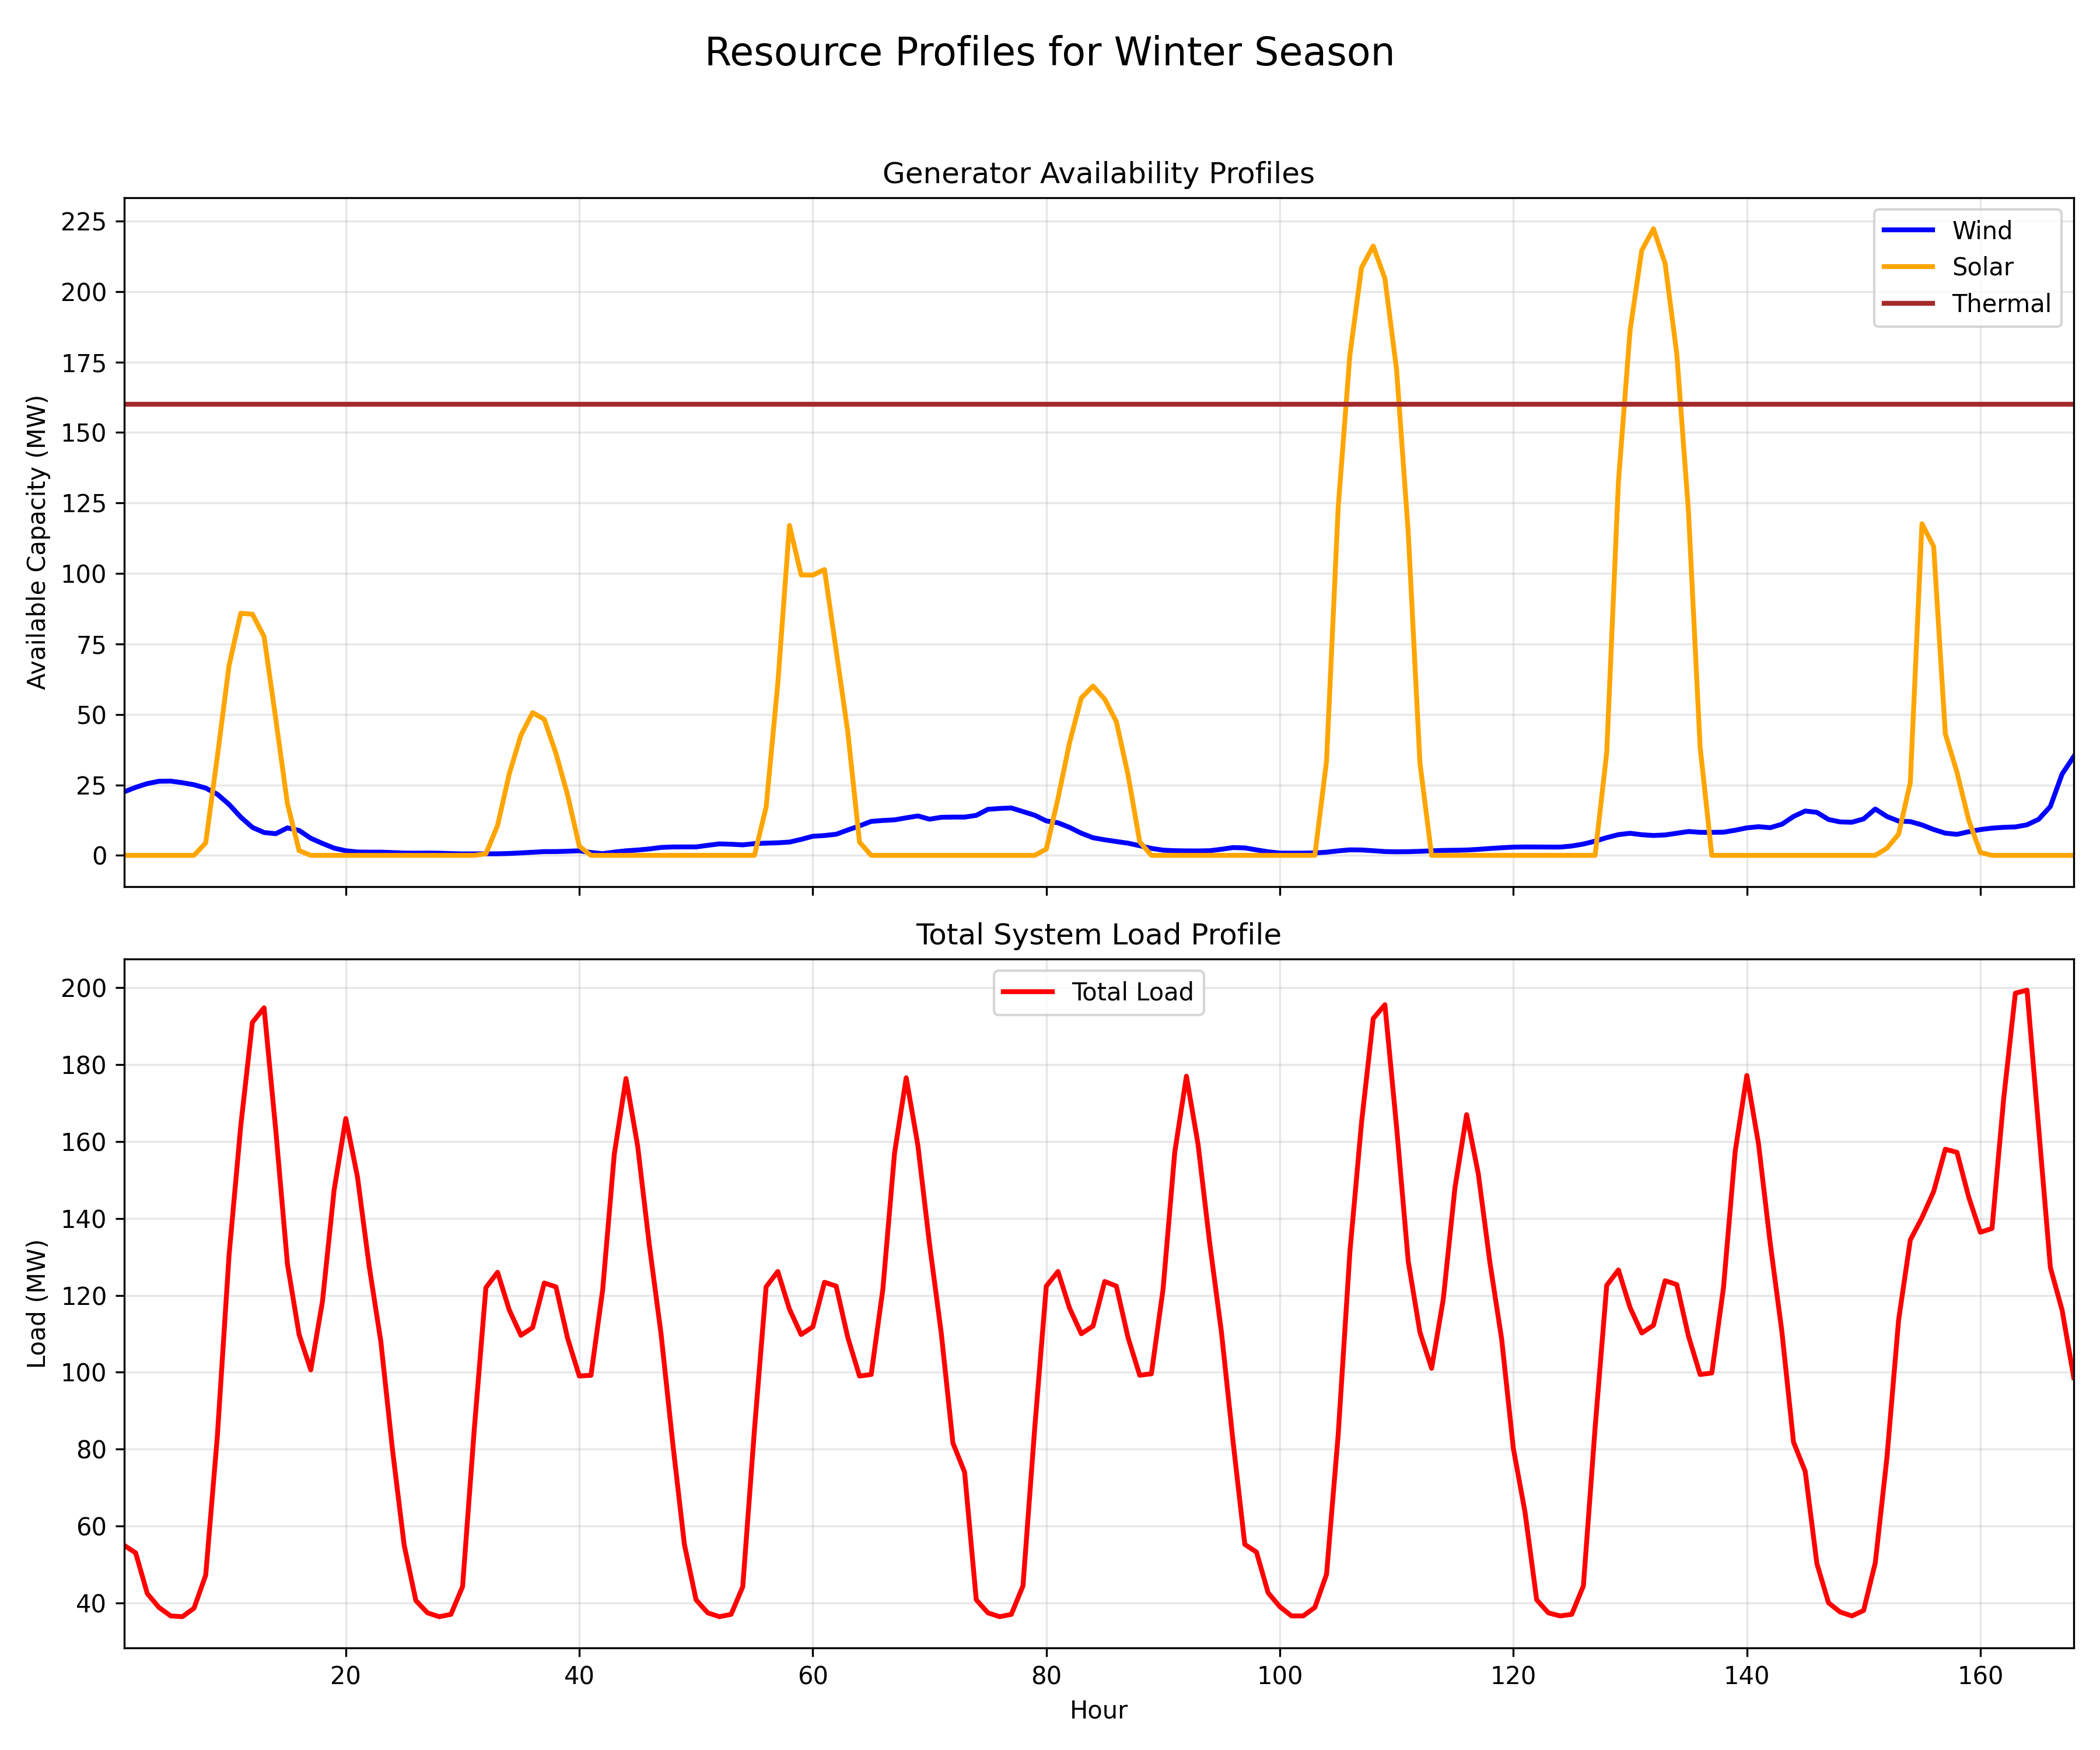 Resource Profiles for Winter Season
Generator Availability Profiles
Available Capacity (MW)
225
200
175
150
125
100
75
50
25
0
Wind
Solar
Thermal
Total System Load Profile
Load (MW)
200
180
160
140
120
100
80
60
40
Total Load
20 40 60 80 100 120 140 160
Hour